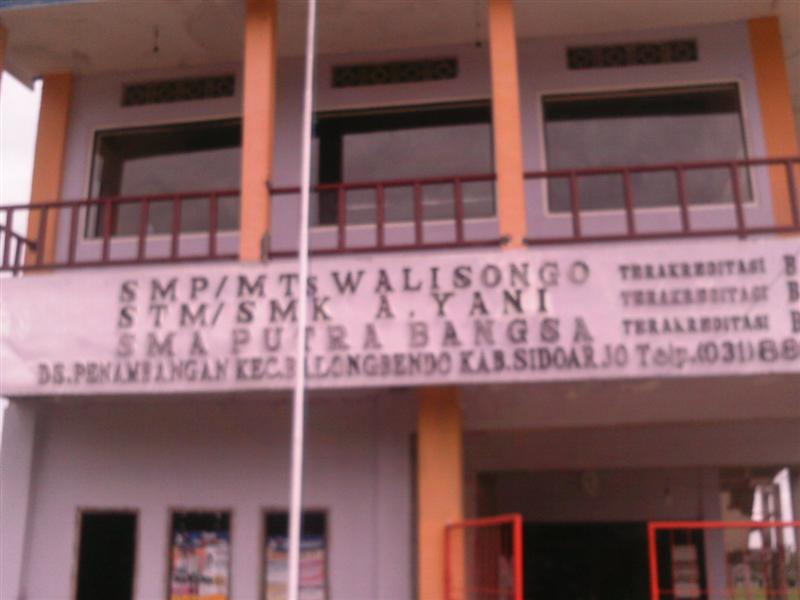 SMP/MTs WALISONGO TERAKREDITASI B
STM/SMK A.YANI TERAKREDITASI B
SMA PUTRA BANGSA TERAKREDITASI B
DS.PENAMBANGAN KEC.BALONGBENDO KAB.SIDOARJO Telp.(031)88